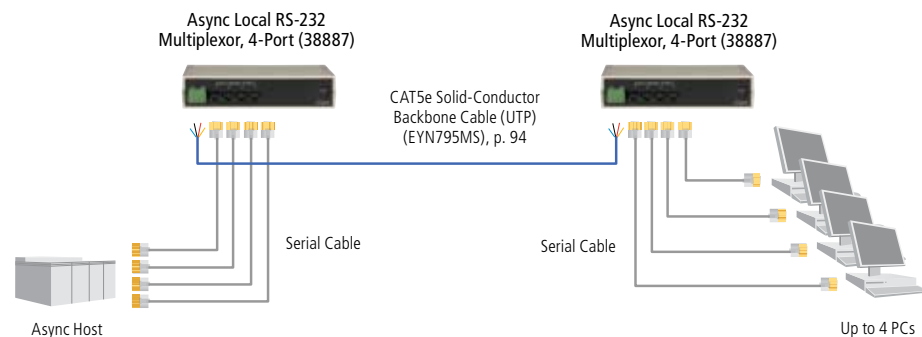 Async Local RS-232
Multiplexor, 4-Port (38887)
Async Local RS-232
Multiplexor, 4-Port (38887)
CAT5e Solid-Conductor
Backbone Cable (UTP)
(EYN795MS), p. 94
Serial Cable
Serial Cable
Async Host
Up to 4 PCs